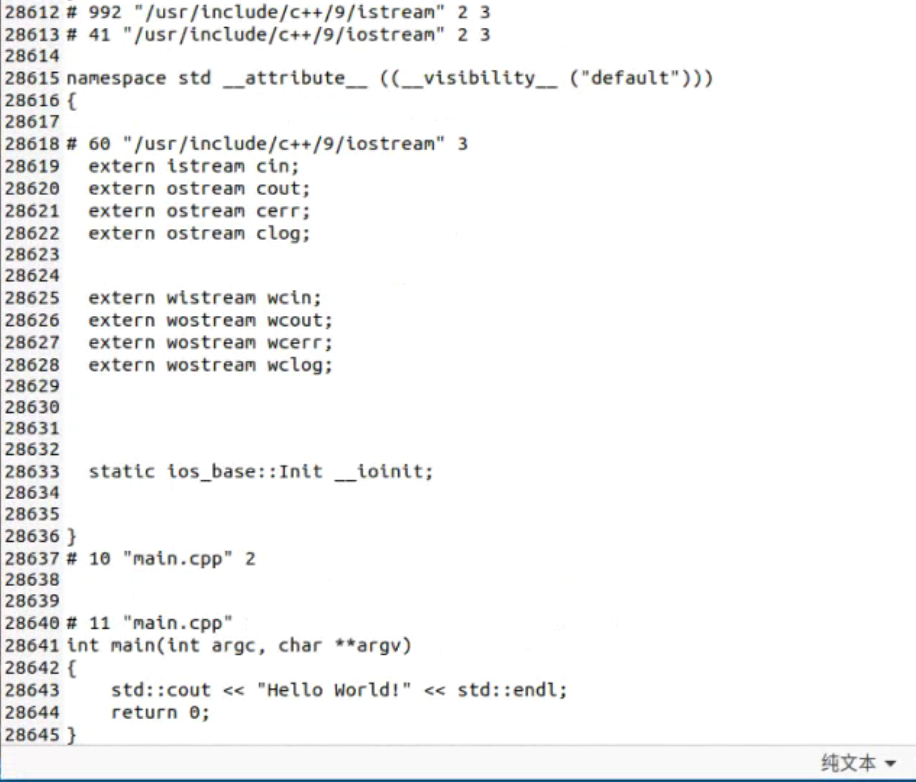 28612 # 992 "/usr/include/c++/9/istream" 2 3
28613 # 41 "/usr/include/c++/9/iostream" 2 3
28614
28615 namespace std __attribute__ ((__visibility__ ("default")))
28616 {
28617
28618 # 60 "/usr/include/c++/9/iostream" 3
28619   extern istream cin;
28620   extern ostream cout;
28621   extern ostream cerr;
28622   extern ostream clog;
28623
28624
28625   extern wistream wcin;
28626   extern wostream wcout;
28627   extern wostream wcerr;
28628   extern wostream wclog;
28629
28630
28631
28632
28633   static ios_base::Init __ioinit;
28634
28635
28636 }
28637 # 10 "main.cpp" 2
28638
28639
28640 # 11 "main.cpp"
28641 int main(int argc, char **argv)
28642 {
28643     std::cout << "Hello World!" << std::endl;
28644     return 0;
28645 }
纯文本